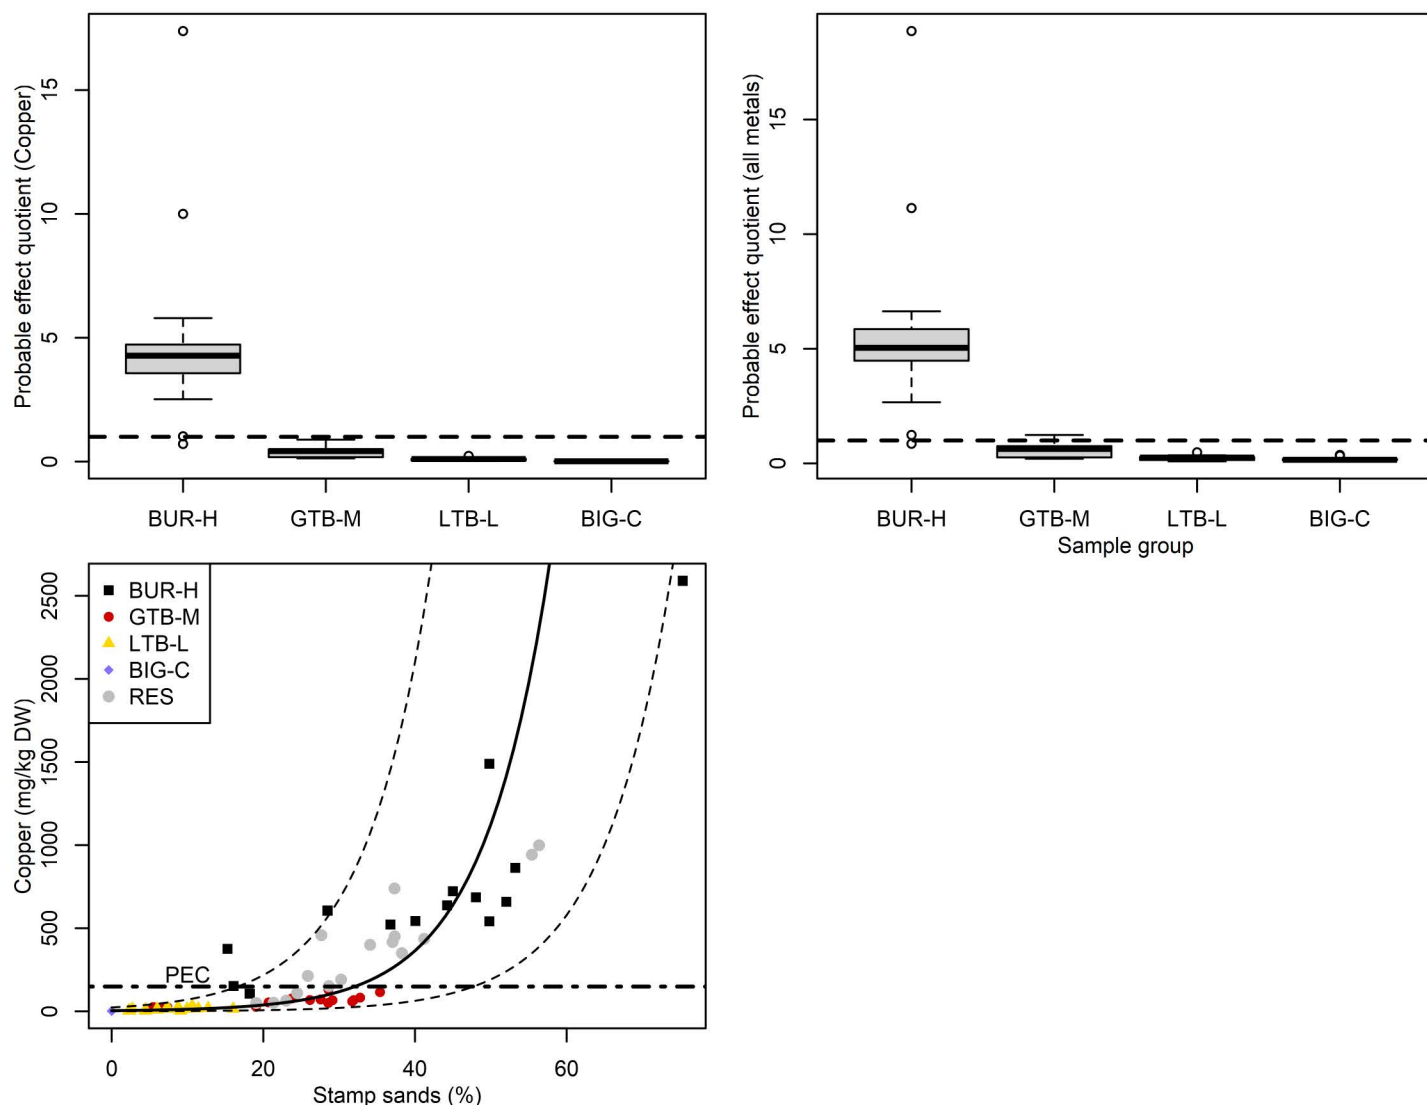 Probable effect quotient (Copper)
15
10
5
0
BUR-H GTB-M LTB-L BIG-C
Probable effect quotient (all metals)
15
10
5
0
BUR-H GTB-M LTB-L BIG-C
Sample group
Copper (mg/kg DW)
2500
2000
1500
1000
500
0
BUR-H
GTB-M
LTB-L
BIG-C
RES
PEC
0 20 40 60
Stamp sands (%)